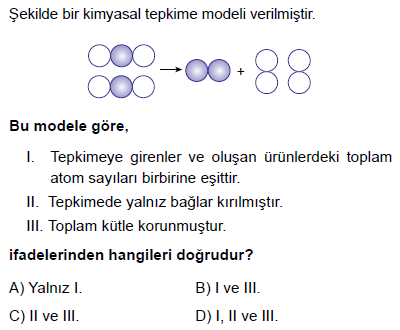 Şekilde bir kimyasal tepkime modeli verilmiştir.
+
Bu modele göre,
I. Tepkimeye girenler ve oluşan ürünlerdeki toplam
atom sayıları birbirine eşittir.
II. Tepkimede yalnız bağlar kırılmıştır.
III. Toplam kütle korunmuştur.
ifadelerinden hangileri doğrudur?
A) Yalnız I. B) I ve III.
C) II ve III. D) I, II ve III.